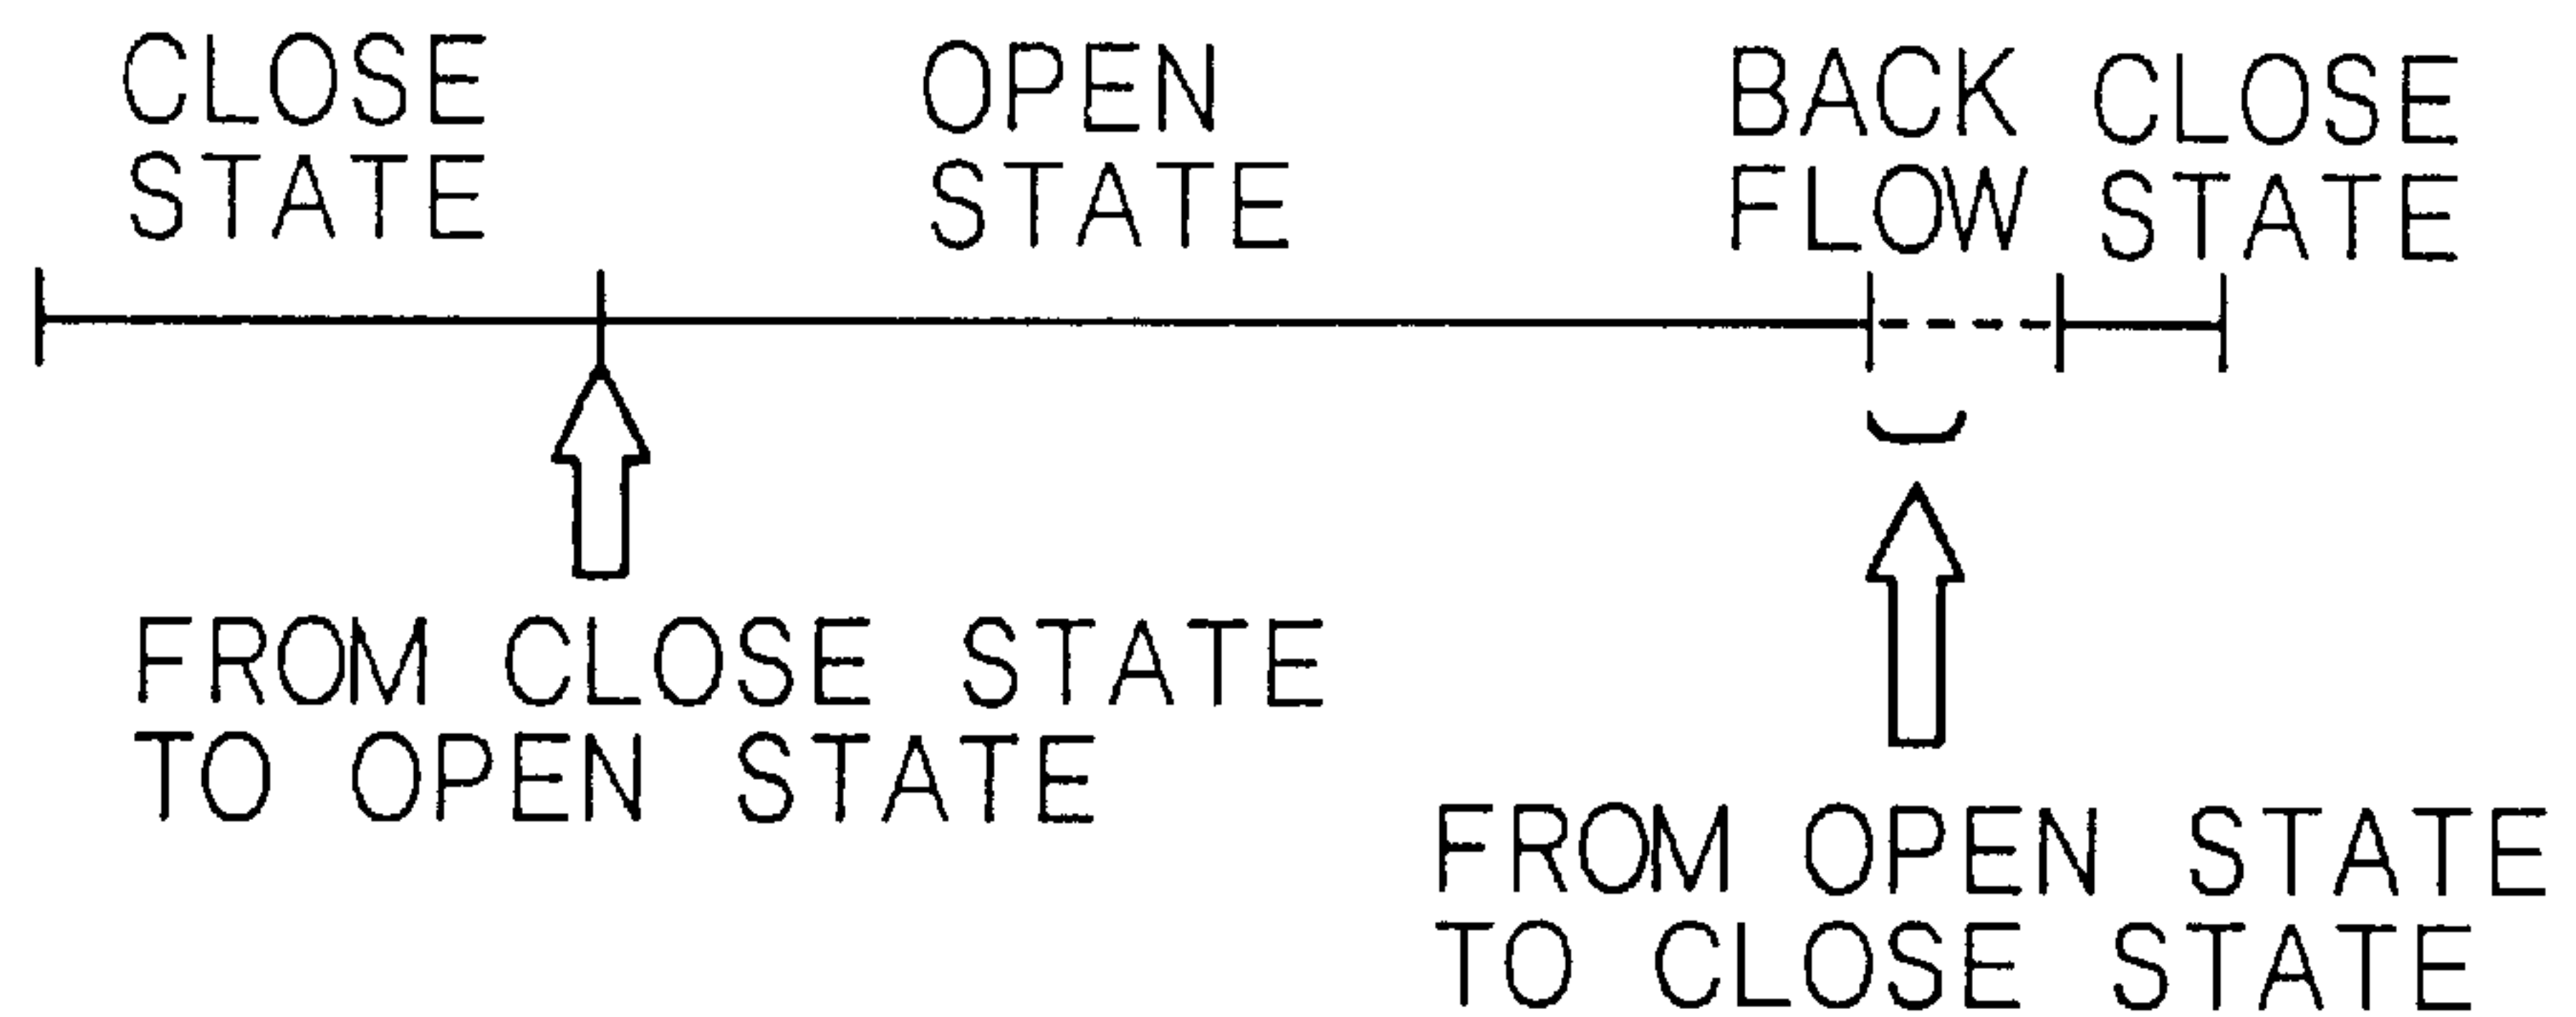 CLOSE
STATE
OPEN
STATE
BACK
FLOW
CLOSE
STATE
FROM CLOSE STATE
TO OPEN STATE
FROM OPEN STATE
TO CLOSE STATE